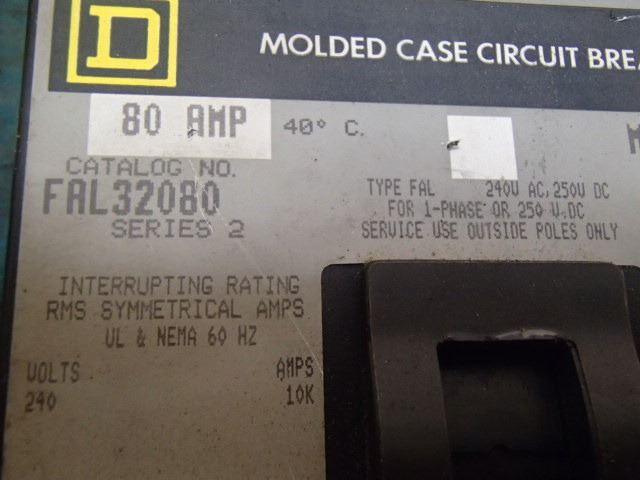 D
MOLDED CASE CIRCUIT
80 AMP 40° C.
CATALOG NO.
FAL32080
SERIES 2
TYPE FAL 240V AC, 250V DC
FOR 1-PHASE OR 250 V.DC
SERVICE USE OUTSIDE POLES ONLY
INTERRUPTING RATING
RMS SYMMETRICAL AMPS
UL & NEMA 60 HZ
VOLTS AMPS
240 10K